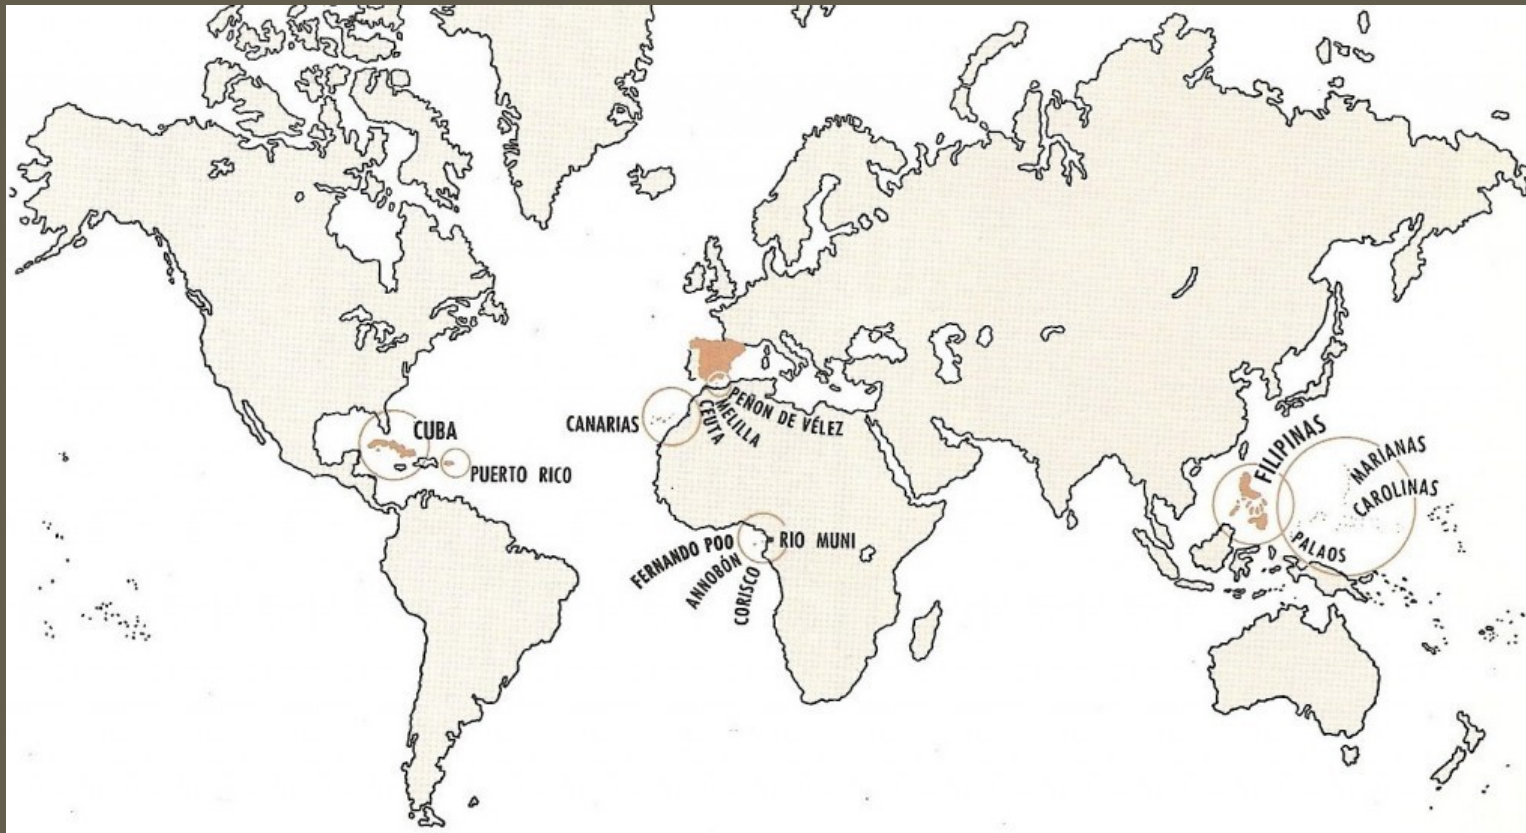 CUBA
PUERTO RICO
CANARIAS
CEUTA
MELILLA
PEÑON DE VÉLEZ
FERNANDO POO
ANNOBÓN
CORISCO
RIO MUNI
FILIPINAS
MARIANAS
CAROLINAS
PALAOS